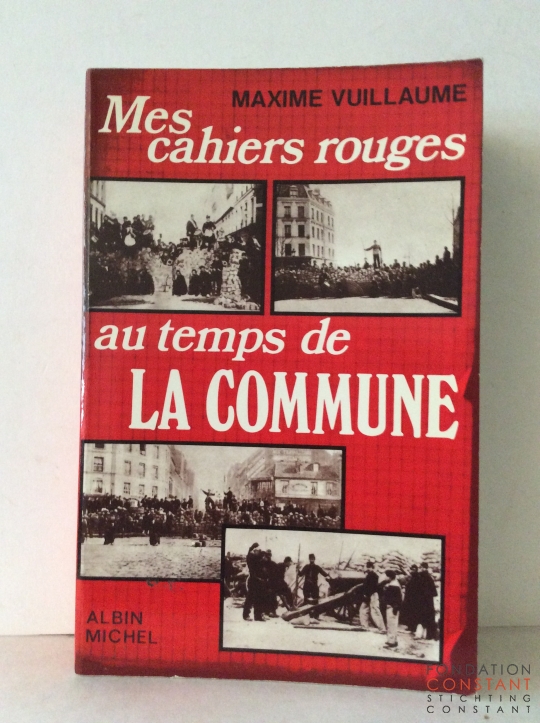 MAXIME VUILLAUME
Mes
cahiers rouges
au temps de
LA COMMUNE
ALBIN
MICHEL
FONDATION
CONSTANT
STICHTING
CONSTANT